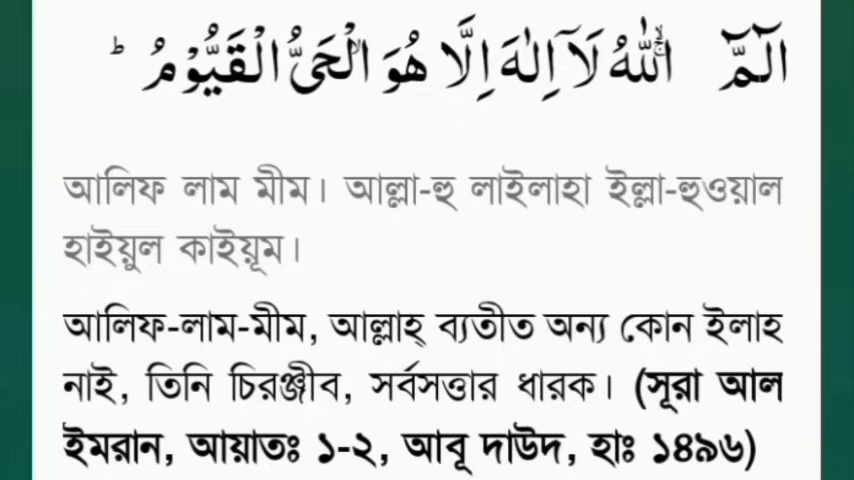 الٓمَّٓ اللّٰهُ لَآ اِلٰهَ اِلَّا هُوَ الْحَىُّ الْقَيُّوْمُ ؕ
আলিফ লাম মীম। আল্লা-হু লাইলাহা ইল্লা-হুওয়াল
হাইয়ুল কাইয়ূম।
আলিফ-লাম-মীম, আল্লাহ্ ব্যতীত অন্য কোন ইলাহ
নাই, তিনি চিরঞ্জীব, সর্বসত্তার ধারক। (সূরা আল
ইমরান, আয়াতঃ ১-২, আবূ দাউদ, হাঃ ১৪৯৬)